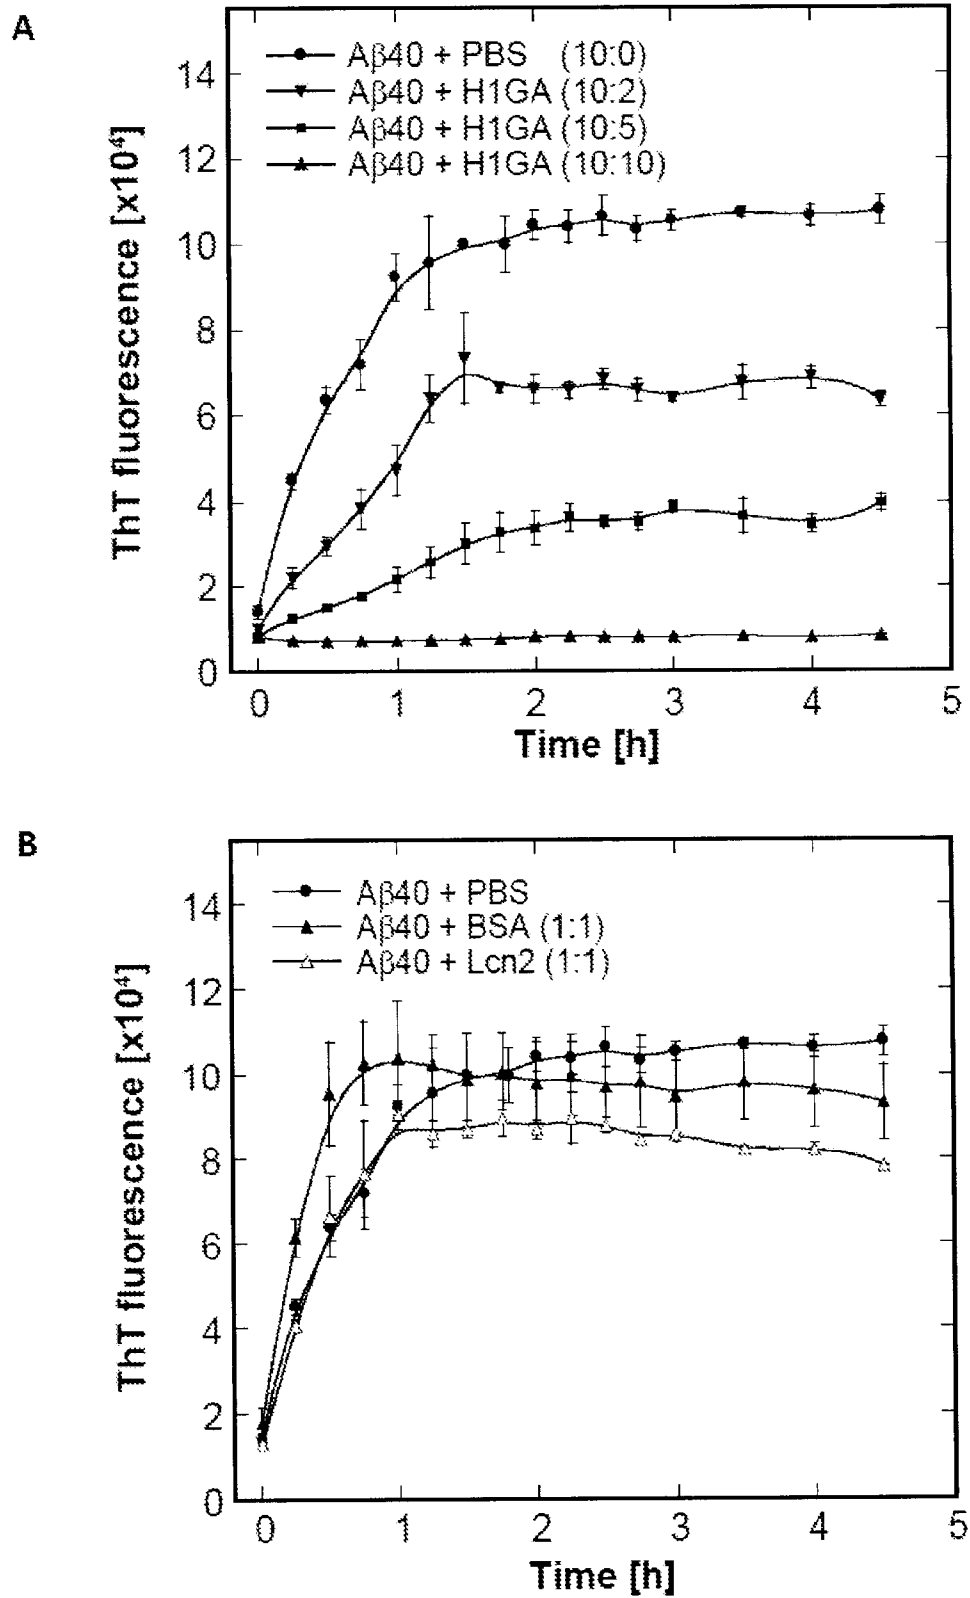 A
Aβ40 + PBS (10:0)
Aβ40 + H1GA (10:2)
Aβ40 + H1GA (10:5)
Aβ40 + H1GA (10:10)
ThT fluorescence [x10⁴]
14
12
10
8
6
4
2
0
0 1 2 3 4 5
Time [h]
B
Aβ40 + PBS
Aβ40 + BSA (1:1)
Aβ40 + Lcn2 (1:1)
ThT fluorescence [x10⁴]
14
12
10
8
6
4
2
0
0 1 2 3 4 5
Time [h]